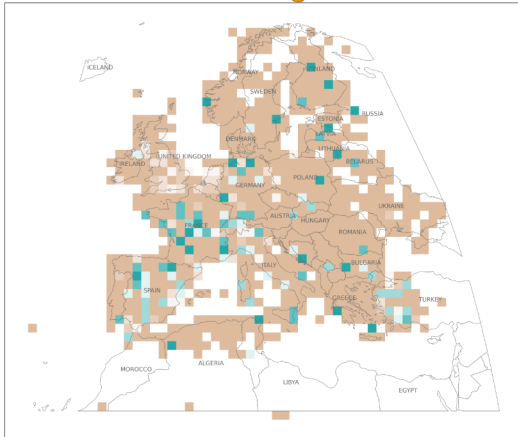 ICELAND
NORWAY
FINLAND
SWEDEN
RUSSIA
ESTONIA
LATVIA
DENMARK
LITHUANIA
UNITED KINGDOM
IRELAND
BELARUS
POLAND
GERMANY
UKRAINE
AUSTRIA
HUNGARY
FRANCE
ROMANIA
ITALY
BULGARIA
SPAIN
GREECE
TURKEY
ALGERIA
MOROCCO
LIBYA
EGYPT